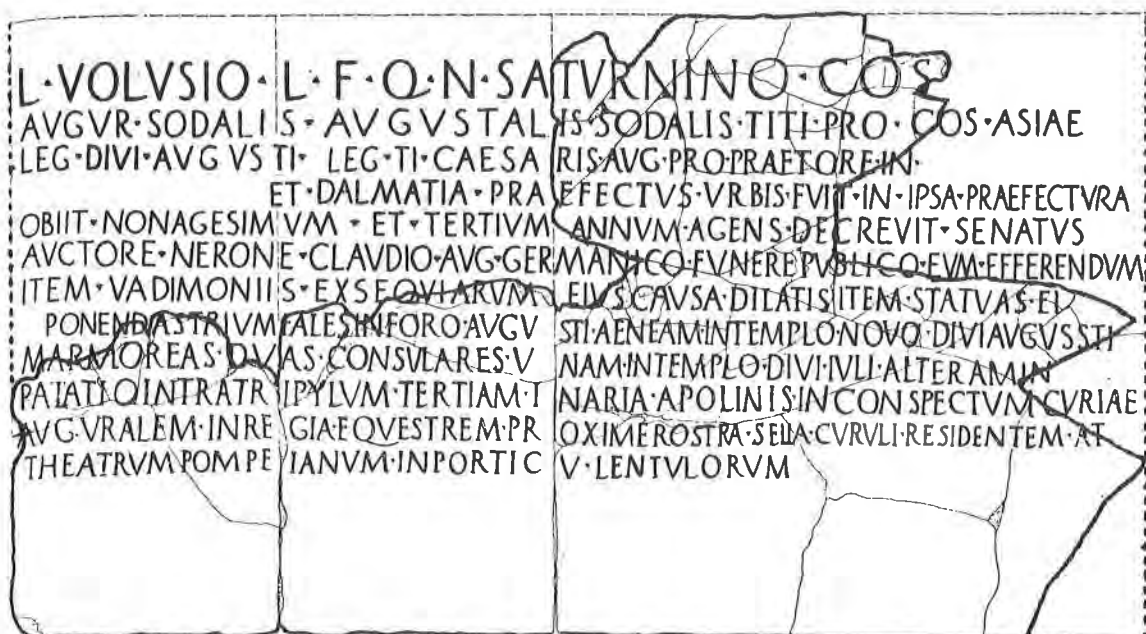 L·VOLVSIO·L·F·Q·N·SATVRNINO·COS
AVGVR·SODALIS·AVGVSTALIS·SODALIS·TITI·PRO·COS·ASIAE
LEG·DIVI·AVGVSTI·LEG·TI·CAESARIS·AVG·PRO·PRAETORE·IN·
ET·DALMATIA·PRAEFECTVS·VRBIS·FVIT·IN·IPSA·PRAEFECTVRA
OBIIT·NONAGESIMVM·ET·TERTIVM ANNVM·AGENS·DECREVIT·SENATVS
AVCTORE·NERONE·CLAVDIO·AVG·GERMANICO·FVNERE PVBLICO·EVM·EFFERENDVM
ITEM·VADIMONIIS·EXSEQVIARVM EIVS CAVSA·DILATIS ITEM·STATVAS·EI
PONENDAS TRIVMFALES IN FORO·AVGVSTI·AENEAM IN TEMPLO·NOVO·DIVI AVGVSSTI
MARMOREAS·DVAS·CONSVLARES·VNAM·IN TEMPLO·DIVI·IVLI·ALTERAM IN
PALATIO INTRA TRIPYLVM·TERTIAM·INARIA·APOLINIS·IN CONSPECTVM CVRIAE
AVGVRALEM·IN REGIA EQVESTREM·PROXIME ROSTRA·SELLA·CVRVLI·RESIDENTEM·AT
THEATRVM POMPEIANVM·IN PORTICV·LENTVLORVM